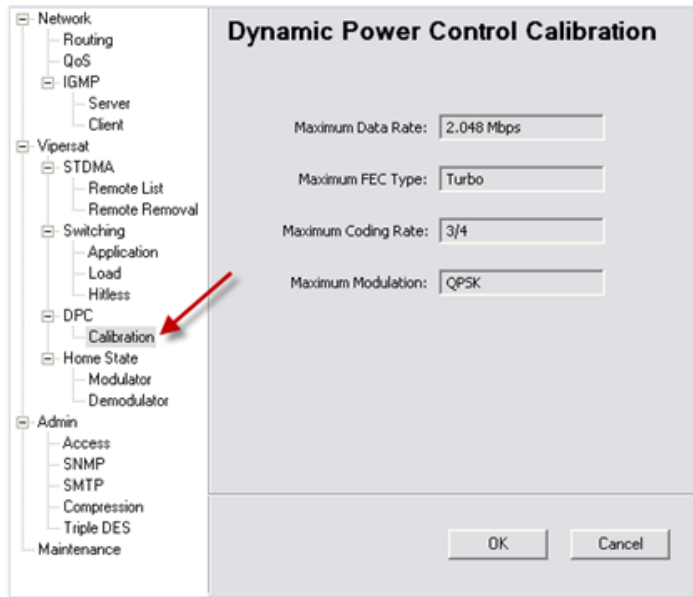 Network
Routing
QoS
IGMP
Server
Client
Vipersat
STDMA
Remote List
Remote Removal
Switching
Application
Load
Hitless
DPC
Calibration
Home State
Modulator
Demodulator
Admin
Access
SNMP
SMTP
Compression
Triple DES
Maintenance
Dynamic Power Control Calibration
Maximum Data Rate: 2.048 Mbps
Maximum FEC Type: Turbo
Maximum Coding Rate: 3/4
Maximum Modulation: QPSK
OK Cancel